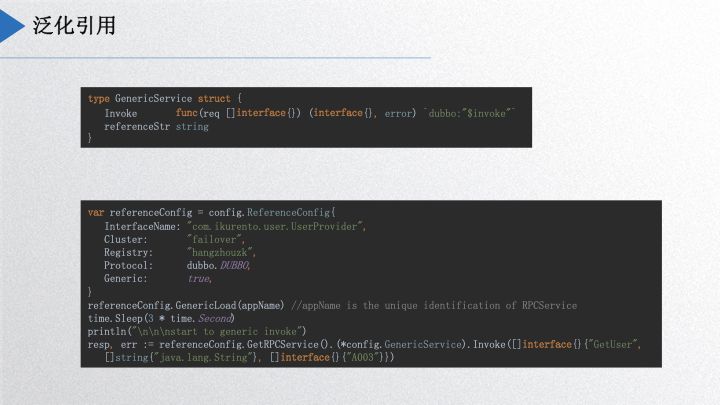 泛化引用
type GenericService struct {
Invoke func(req []interface{}) (interface{}, error) `dubbo:"$invoke"`
referenceStr string
}
var referenceConfig = config.ReferenceConfig{
InterfaceName: "com.ikurento.user.UserProvider",
Cluster: "failover",
Registry: "hangzhouzk",
Protocol: dubbo.DUBBO,
Generic: true,
}
referenceConfig.GenericLoad(appName) //appName is the unique identification of RPCService
time.Sleep(3 * time.Second)
println("\n\n\nstart to generic invoke")
resp, err := referenceConfig.GetRPCService().(*config.GenericService).Invoke([]interface{}{"GetUser",
[]string{"java.lang.String"}, []interface{}{"A003"}})